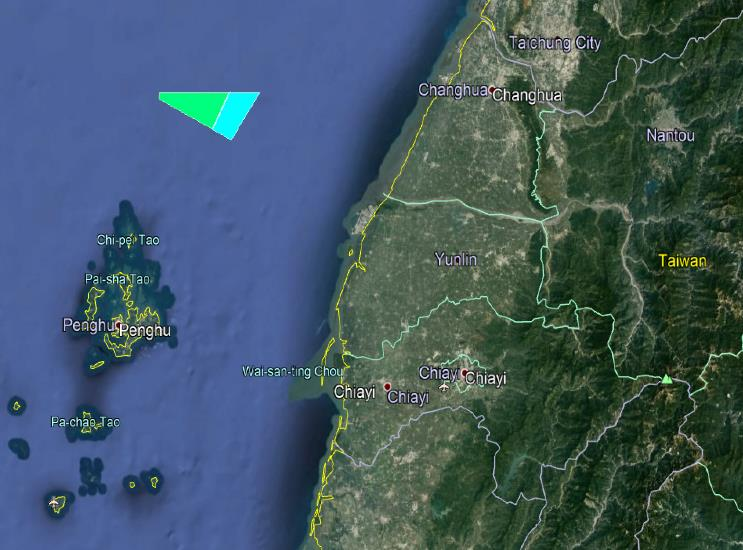 Taichung City
Changhua
Changhua
Nantou
Chi-pei Tao
Yunlin
Taiwan
Pai-sha Tao
Penghu
Penghu
Wai-san-ting Chou
Chiayi
Chiayi
Chiayi
Chiayi
Pa-chao Tao